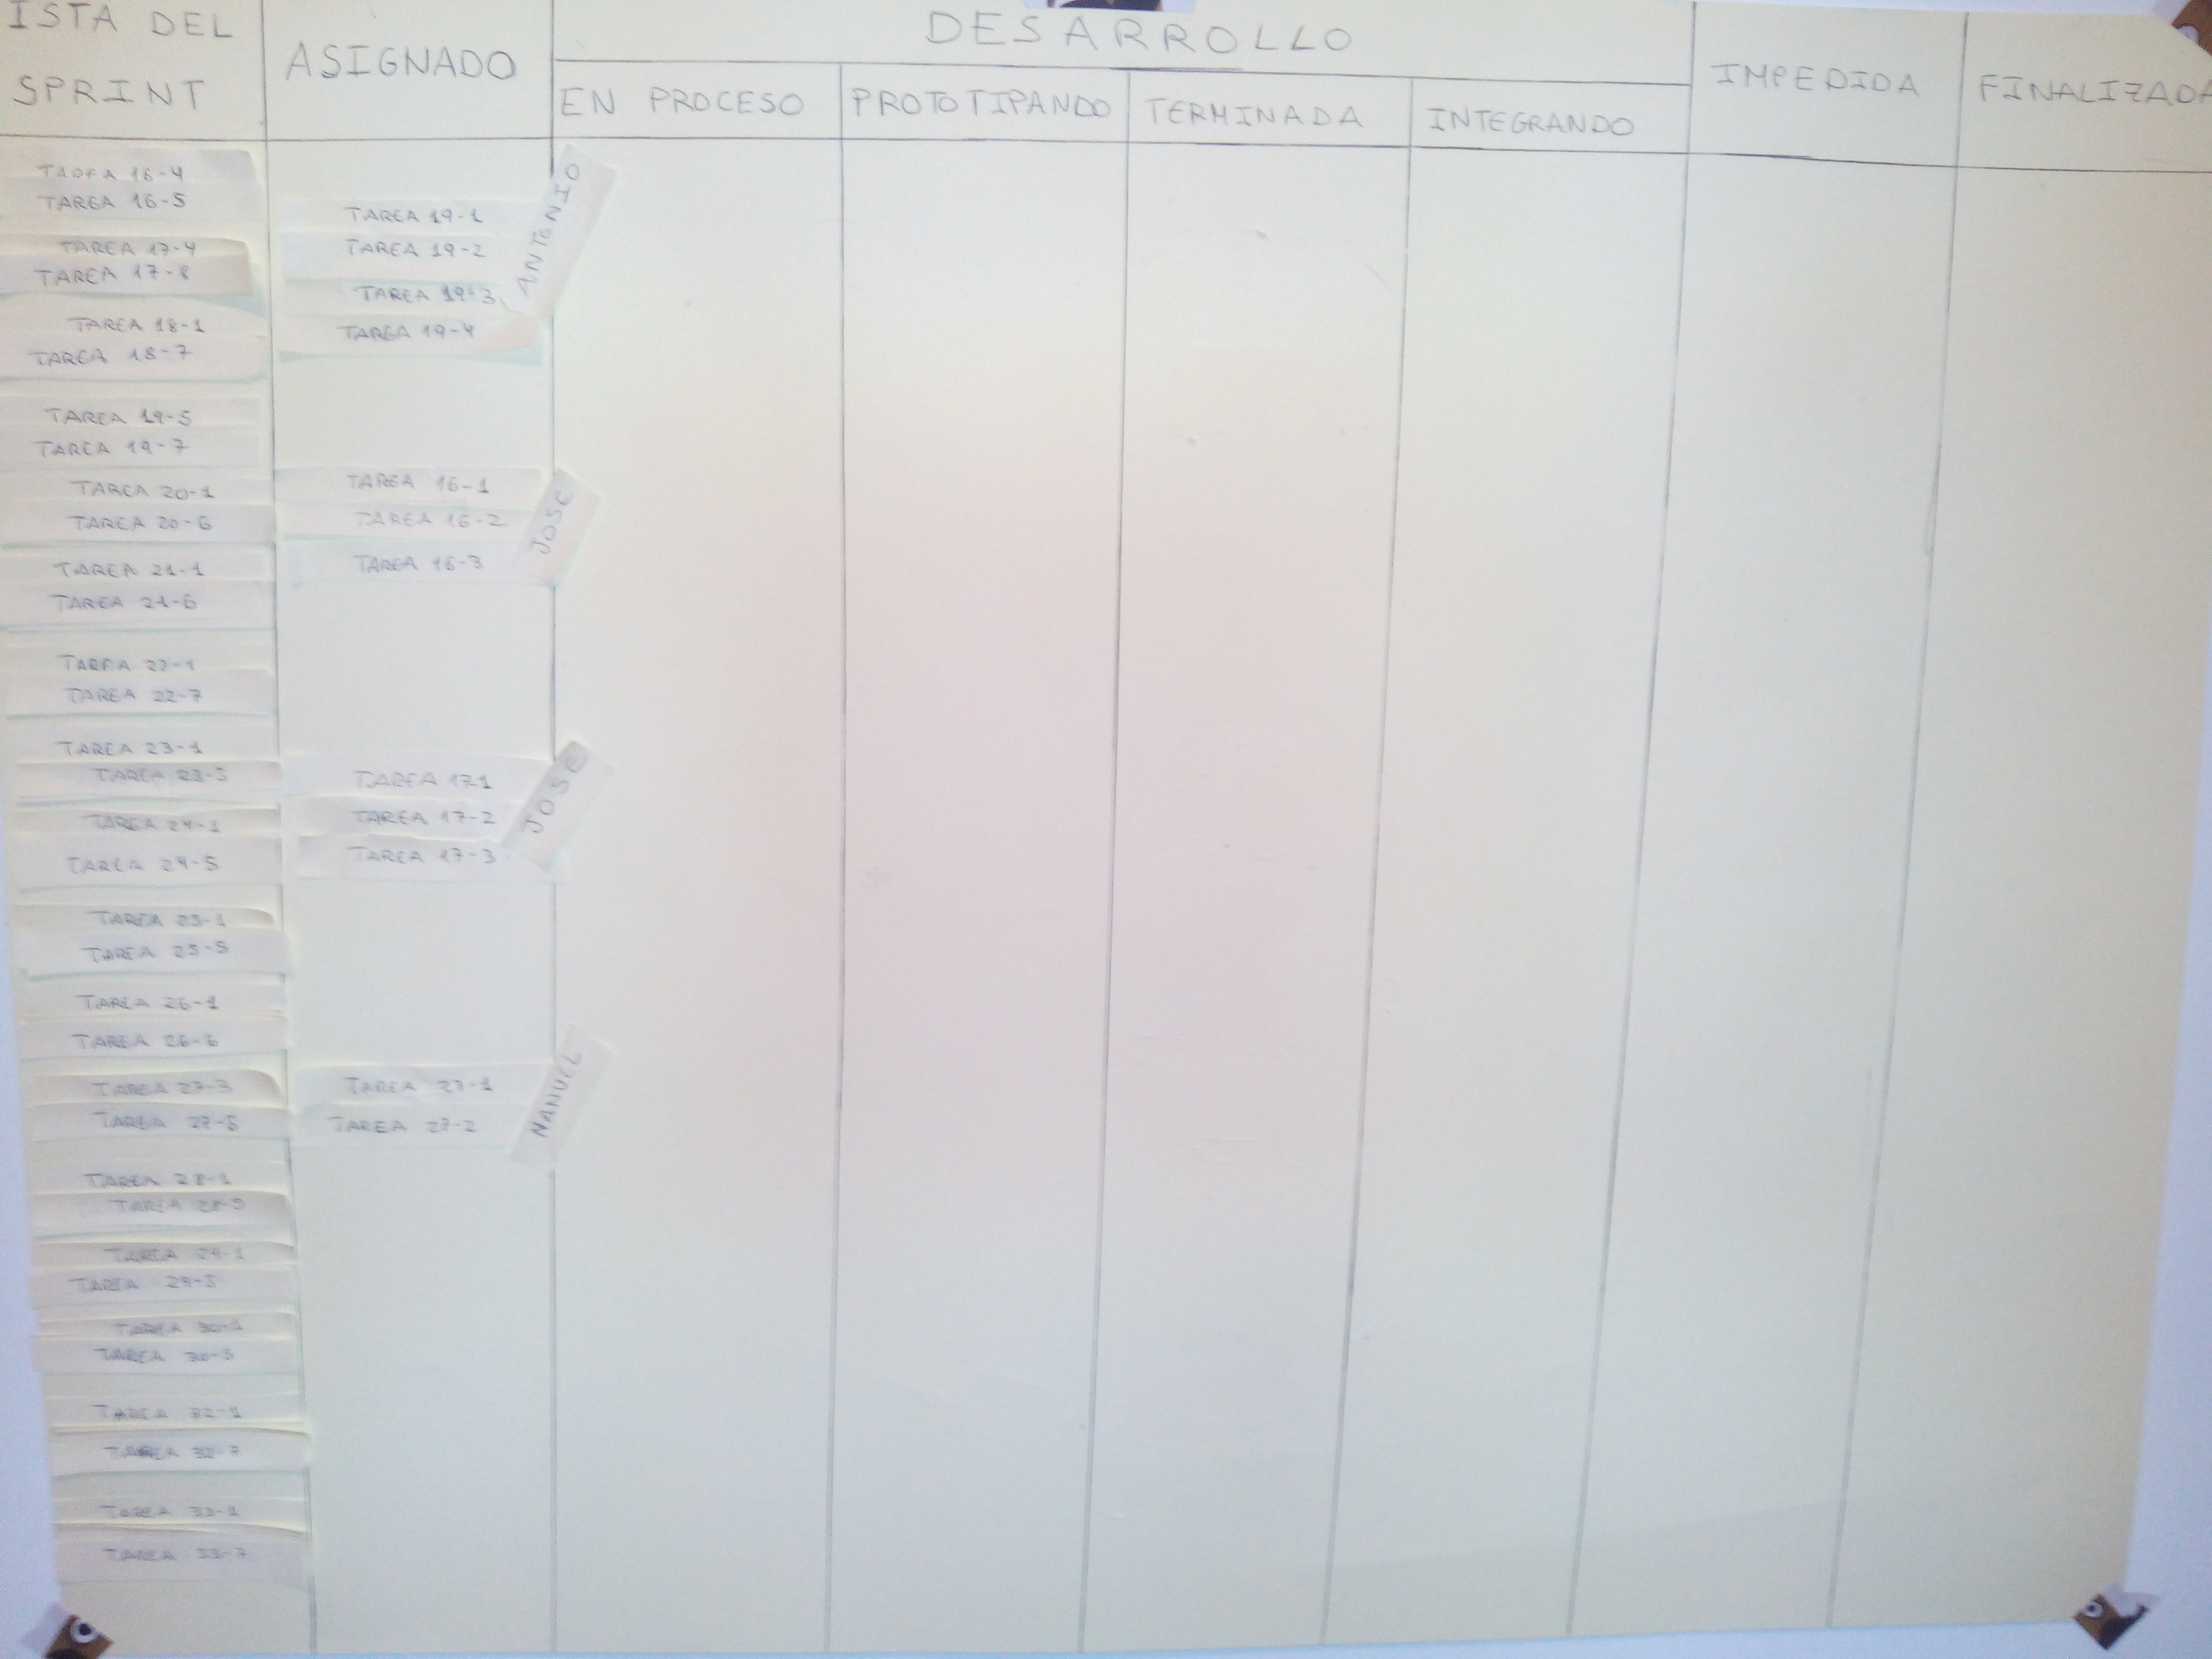 ISTA DEL
SPRINT
ASIGNADO
DESARROLLO
EN PROCESO
PROTOTIPANDO
TERMINADA
INTEGRANDO
IMPEDIDA
FINALIZADA
TAREA 16-4
TAREA 16-5
TAREA 17-4
TAREA 17-8
TAREA 18-1
TAREA 18-7
TAREA 19-5
TAREA 19-7
TAREA 20-1
TAREA 20-6
TAREA 21-1
TAREA 21-6
TAREA 22-1
TAREA 22-7
TAREA 23-1
TAREA 23-5
TAREA 24-1
TAREA 24-5
TAREA 25-1
TAREA 25-5
TAREA 26-1
TAREA 26-6
TAREA 27-3
TAREA 27-5
TAREA 28-1
TAREA 28-5
TAREA 29-1
TAREA 29-5
TAREA 30-1
TAREA 30-5
TAREA 32-1
TAREA 32-7
TAREA 33-1
TAREA 33-7
TAREA 19-1
TAREA 19-2
TAREA 19-3
TAREA 19-4
ANTONIO
TAREA 16-1
TAREA 16-2
TAREA 16-3
JOSE
TAREA 17-1
TAREA 17-2
TAREA 17-3
JOSE
TAREA 27-1
TAREA 27-2
MANUEL